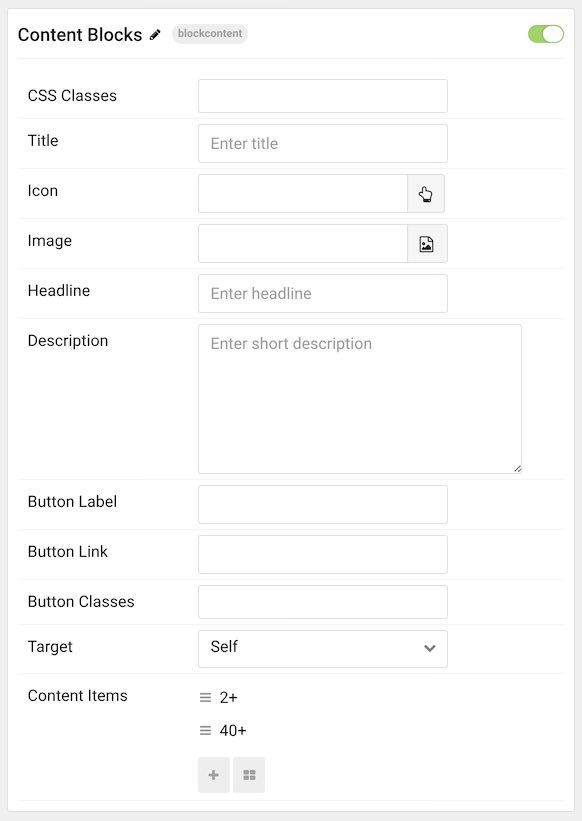 Content Blocks blockcontent
CSS Classes
Title Enter title
Icon
Image
Headline Enter headline
Description Enter short description
Button Label
Button Link
Button Classes
Target Self
Content Items 2+
40+